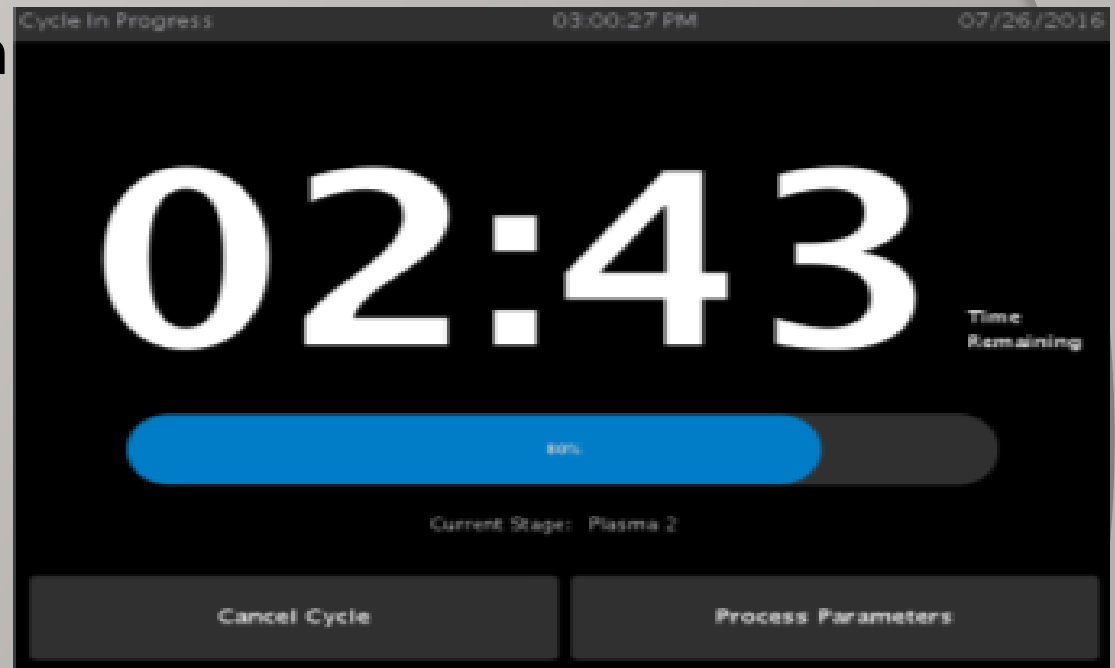 Cycle In Progress 03:00:27 PM 07/26/2016
02:43
Time
Remaining
80%
Current Stage: Plasma 2
Cancel Cycle Process Parameters